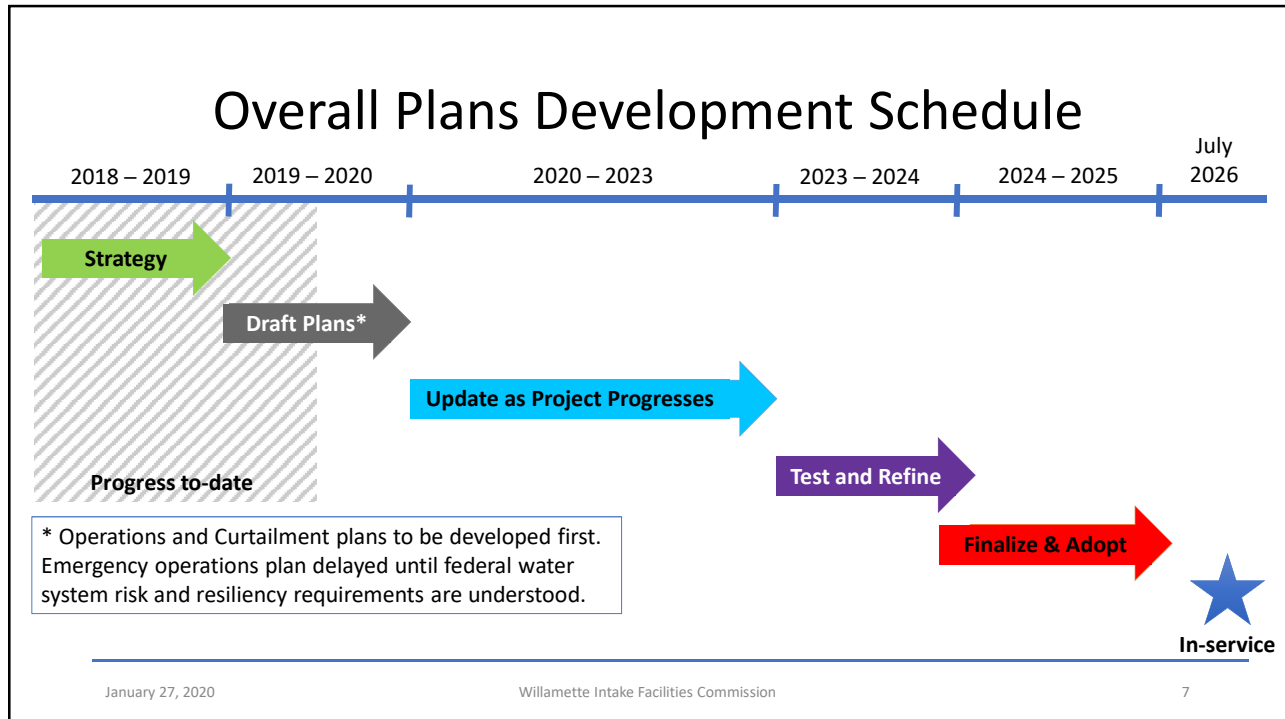 Overall Plans Development Schedule
2018 – 2019
2019 – 2020
2020 – 2023
2023 – 2024
2024 – 2025
July
2026
Strategy
Draft Plans*
Update as Project Progresses
Test and Refine
Progress to-date
Finalize & Adopt
* Operations and Curtailment plans to be developed first.
Emergency operations plan delayed until federal water
system risk and resiliency requirements are understood.
In-service
January 27, 2020
Willamette Intake Facilities Commission
7